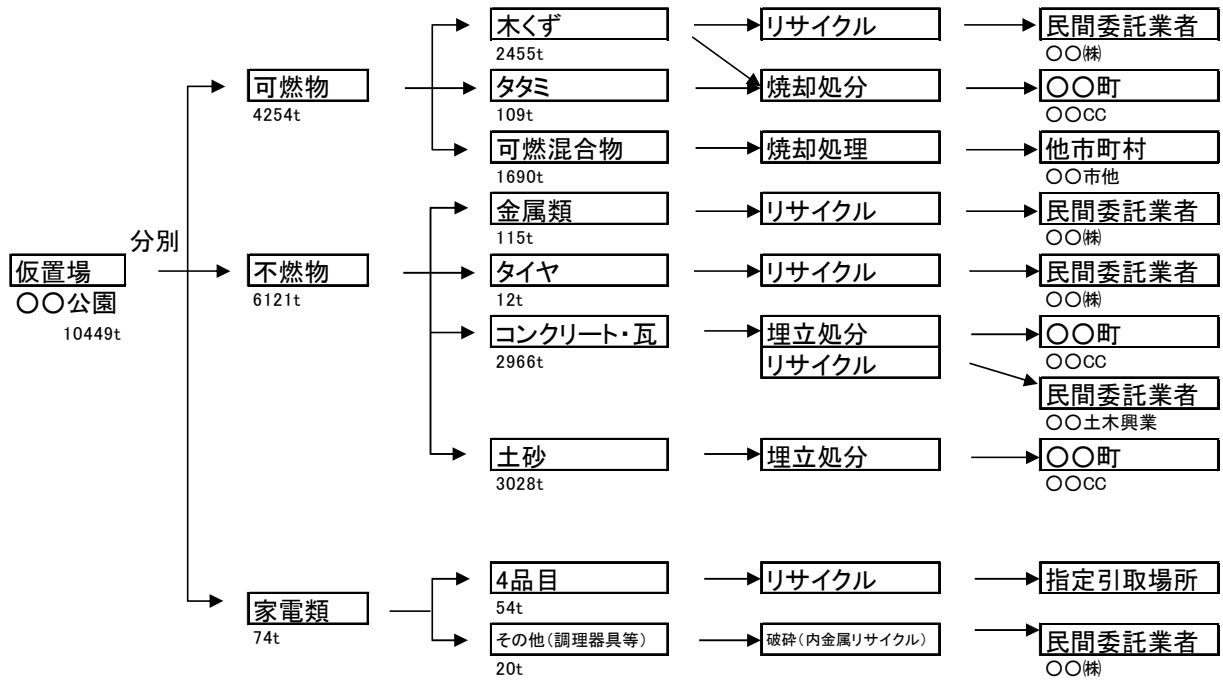 木くず
リサイクル
民間委託業者
2455t
○○㈱
可燃物
タタミ
焼却処分
○○町
4254t
109t
○○CC
可燃混合物
焼却処理
他市町村
1690t
○○市他
金属類
リサイクル
民間委託業者
115t
○○㈱
分別
仮置場
不燃物
タイヤ
リサイクル
民間委託業者
○○公園
6121t
12t
○○㈱
10449t
コンクリート・瓦
埋立処分
○○町
2966t
リサイクル
○○CC
民間委託業者
○○土木興業
土砂
埋立処分
○○町
3028t
○○CC
4品目
リサイクル
指定引取場所
家電類
54t
74t
その他(調理器具等)
破砕(内金属リサイクル)
民間委託業者
20t
○○㈱